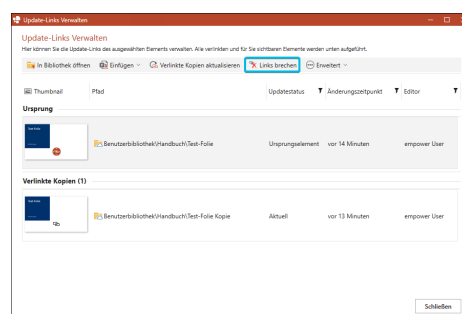 Update-Links Verwalten
Update-Links Verwalten
Hier können Sie die Update-Links des ausgewählten Elements verwalten. Alle verlinkten und für Sie sichtbaren Elemente werden unten aufgeführt.
In Bibliothek öffnen Einfügen Verlinkte Kopien aktualisieren Links brechen Erweitert
Thumbnail Pfad Updatestatus Änderungszeitpunkt Editor
Ursprung
Test-Folie
Benutzerbibliothek\Handbuch\Test-Folie Ursprungselement vor 14 Minuten empower User
Verlinkte Kopien (1)
Test-Folie
Benutzerbibliothek\Handbuch\Test-Folie Kopie Aktuell vor 13 Minuten empower User
Schließen